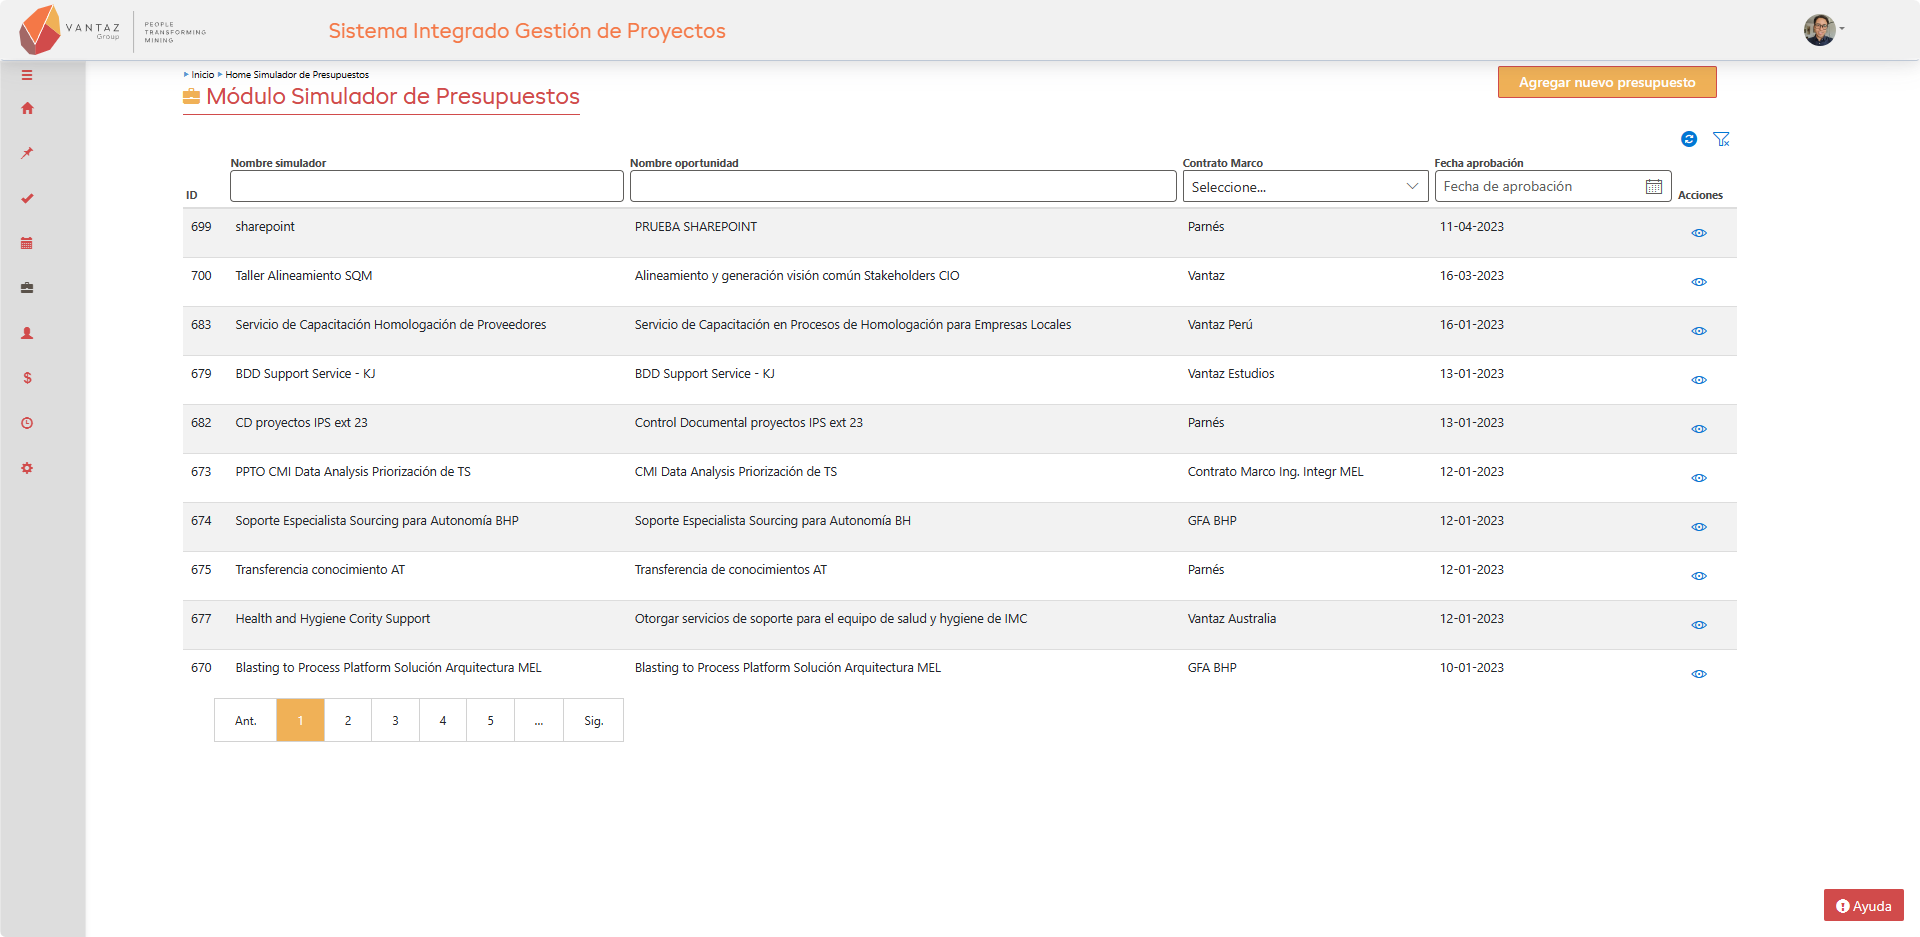 VANTAZ
Group
PEOPLE
TRANSFORMING
MINING
Sistema Integrado Gestión de Proyectos
Inicio Home Simulador de Presupuestos
Módulo Simulador de Presupuestos
Agregar nuevo presupuesto
ID Nombre simulador Nombre oportunidad Contrato Marco Fecha aprobación Acciones
Seleccione... Fecha de aprobación
699 sharepoint PRUEBA SHAREPOINT Parnés 11-04-2023
700 Taller Alineamiento SQM Alineamiento y generación visión común Stakeholders CIO Vantaz 16-03-2023
683 Servicio de Capacitación Homologación de Proveedores Servicio de Capacitación en Procesos de Homologación para Empresas Locales Vantaz Perú 16-01-2023
679 BDD Support Service - KJ BDD Support Service - KJ Vantaz Estudios 13-01-2023
682 CD proyectos IPS ext 23 Control Documental proyectos IPS ext 23 Parnés 13-01-2023
673 PPTO CMI Data Analysis Priorización de TS CMI Data Analysis Priorización de TS Contrato Marco Ing. Integr MEL 12-01-2023
674 Soporte Especialista Sourcing para Autonomía BHP Soporte Especialista Sourcing para Autonomía BH GFA BHP 12-01-2023
675 Transferencia conocimiento AT Transferencia de conocimientos AT Parnés 12-01-2023
677 Health and Hygiene Cority Support Otorgar servicios de soporte para el equipo de salud y hygiene de IMC Vantaz Australia 12-01-2023
670 Blasting to Process Platform Solución Arquitectura MEL Blasting to Process Platform Solución Arquitectura MEL GFA BHP 10-01-2023
Ant. 1 2 3 4 5 ... Sig.
Ayuda